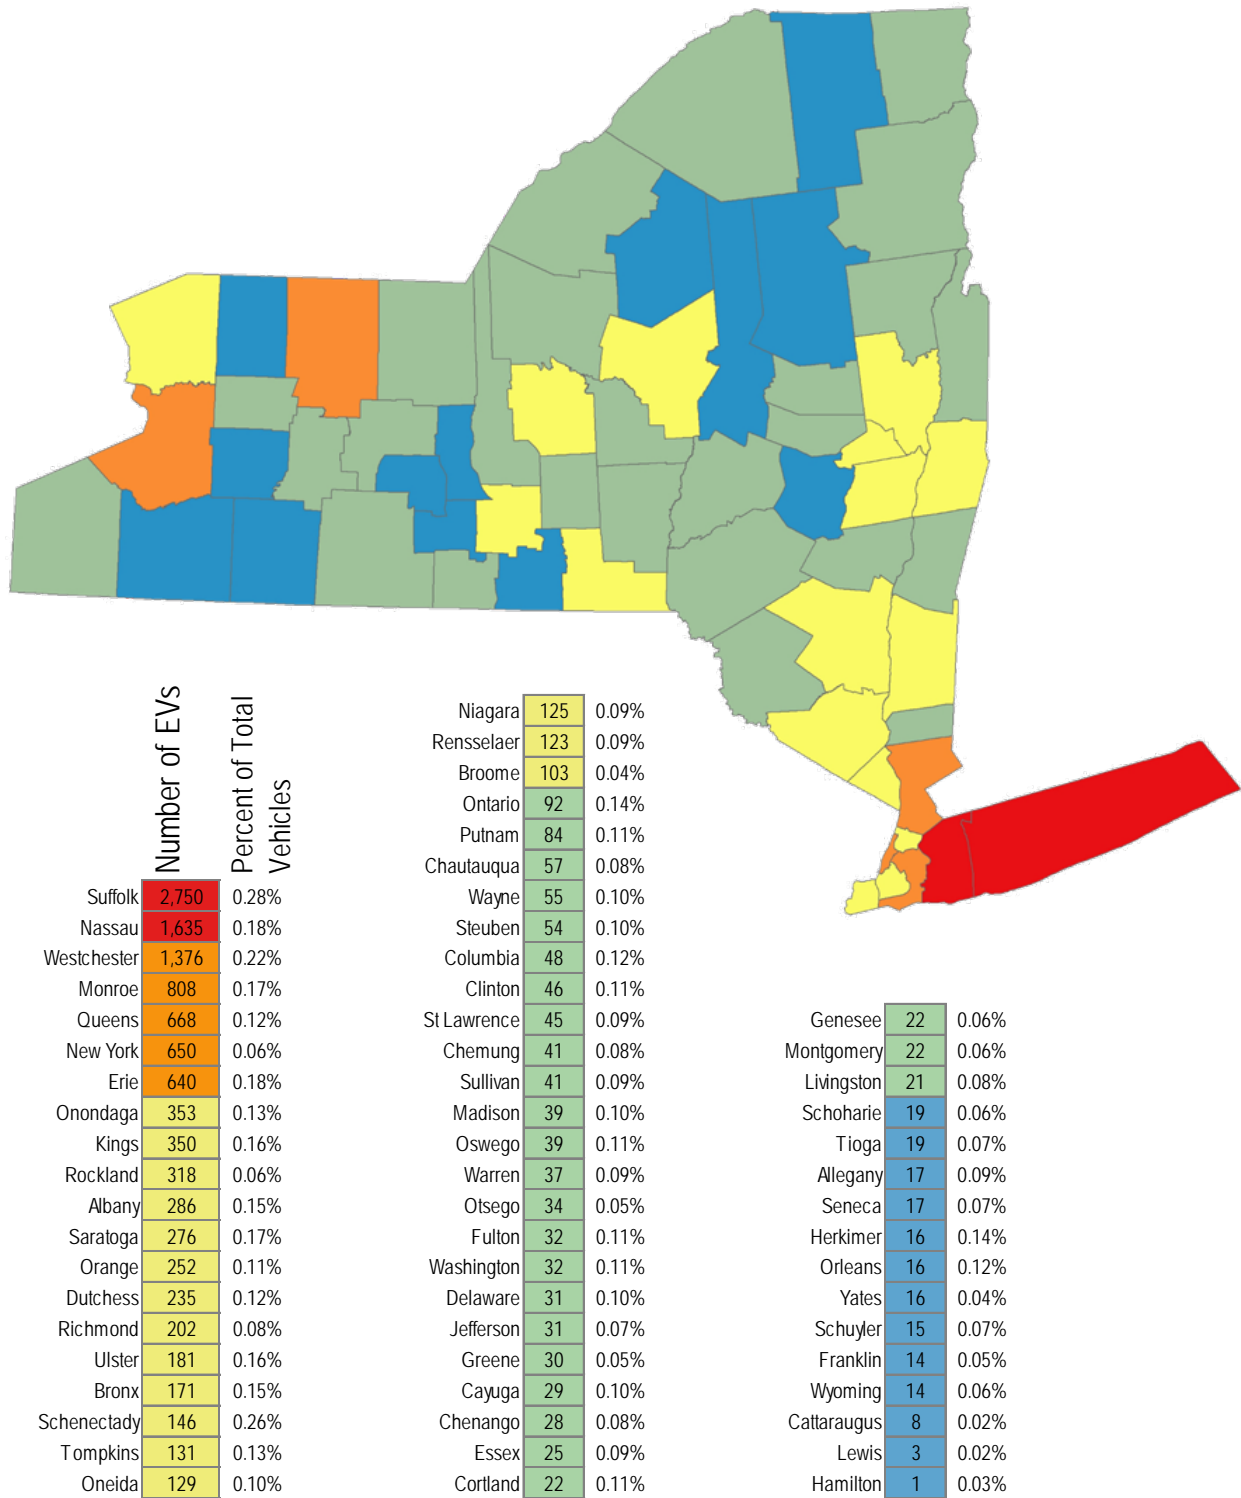 Number of EVs
Percent of Total
Vehicles
Suffolk 2,750 0.28%
Nassau 1,635 0.18%
Westchester 1,376 0.22%
Monroe 808 0.17%
Queens 668 0.12%
New York 650 0.06%
Erie 640 0.18%
Onondaga 353 0.13%
Kings 350 0.16%
Rockland 318 0.06%
Albany 286 0.15%
Saratoga 276 0.17%
Orange 252 0.11%
Dutchess 235 0.12%
Richmond 202 0.08%
Ulster 181 0.16%
Bronx 171 0.15%
Schenectady 146 0.26%
Tompkins 131 0.13%
Oneida 129 0.10%
Niagara 125 0.09%
Rensselaer 123 0.09%
Broome 103 0.04%
Ontario 92 0.14%
Putnam 84 0.11%
Chautauqua 57 0.08%
Wayne 55 0.10%
Steuben 54 0.10%
Columbia 48 0.12%
Clinton 46 0.11%
St Lawrence 45 0.09%
Chemung 41 0.08%
Sullivan 41 0.09%
Madison 39 0.10%
Oswego 39 0.11%
Warren 37 0.09%
Otsego 34 0.05%
Fulton 32 0.11%
Washington 32 0.11%
Delaware 31 0.10%
Jefferson 31 0.07%
Greene 30 0.05%
Cayuga 29 0.10%
Chenango 28 0.08%
Essex 25 0.09%
Cortland 22 0.11%
Genesee 22 0.06%
Montgomery 22 0.06%
Livingston 21 0.08%
Schoharie 19 0.06%
Tioga 19 0.07%
Allegany 17 0.09%
Seneca 17 0.07%
Herkimer 16 0.14%
Orleans 16 0.12%
Yates 16 0.04%
Schuyler 15 0.07%
Franklin 14 0.05%
Wyoming 14 0.06%
Cattaraugus 8 0.02%
Lewis 3 0.02%
Hamilton 1 0.03%